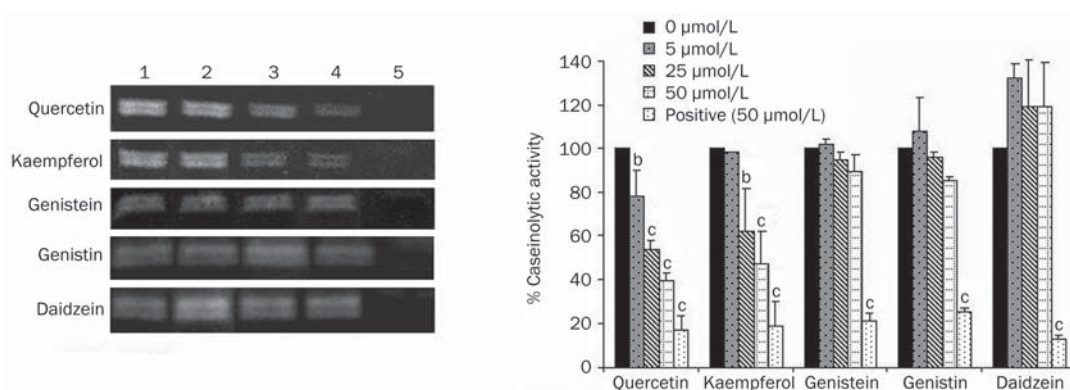 1 2 3 4 5
Quercetin
Kaempferol
Genistein
Genistin
Daidzein
0 µmol/L
5 µmol/L
25 µmol/L
50 µmol/L
Positive (50 µmol/L)
% Caseinolytic activity
140
120
100
80
60
40
20
0
b
c
c
c
b
c
c
c
c
c
Quercetin Kaempferol Genistein Genistin Daidzein